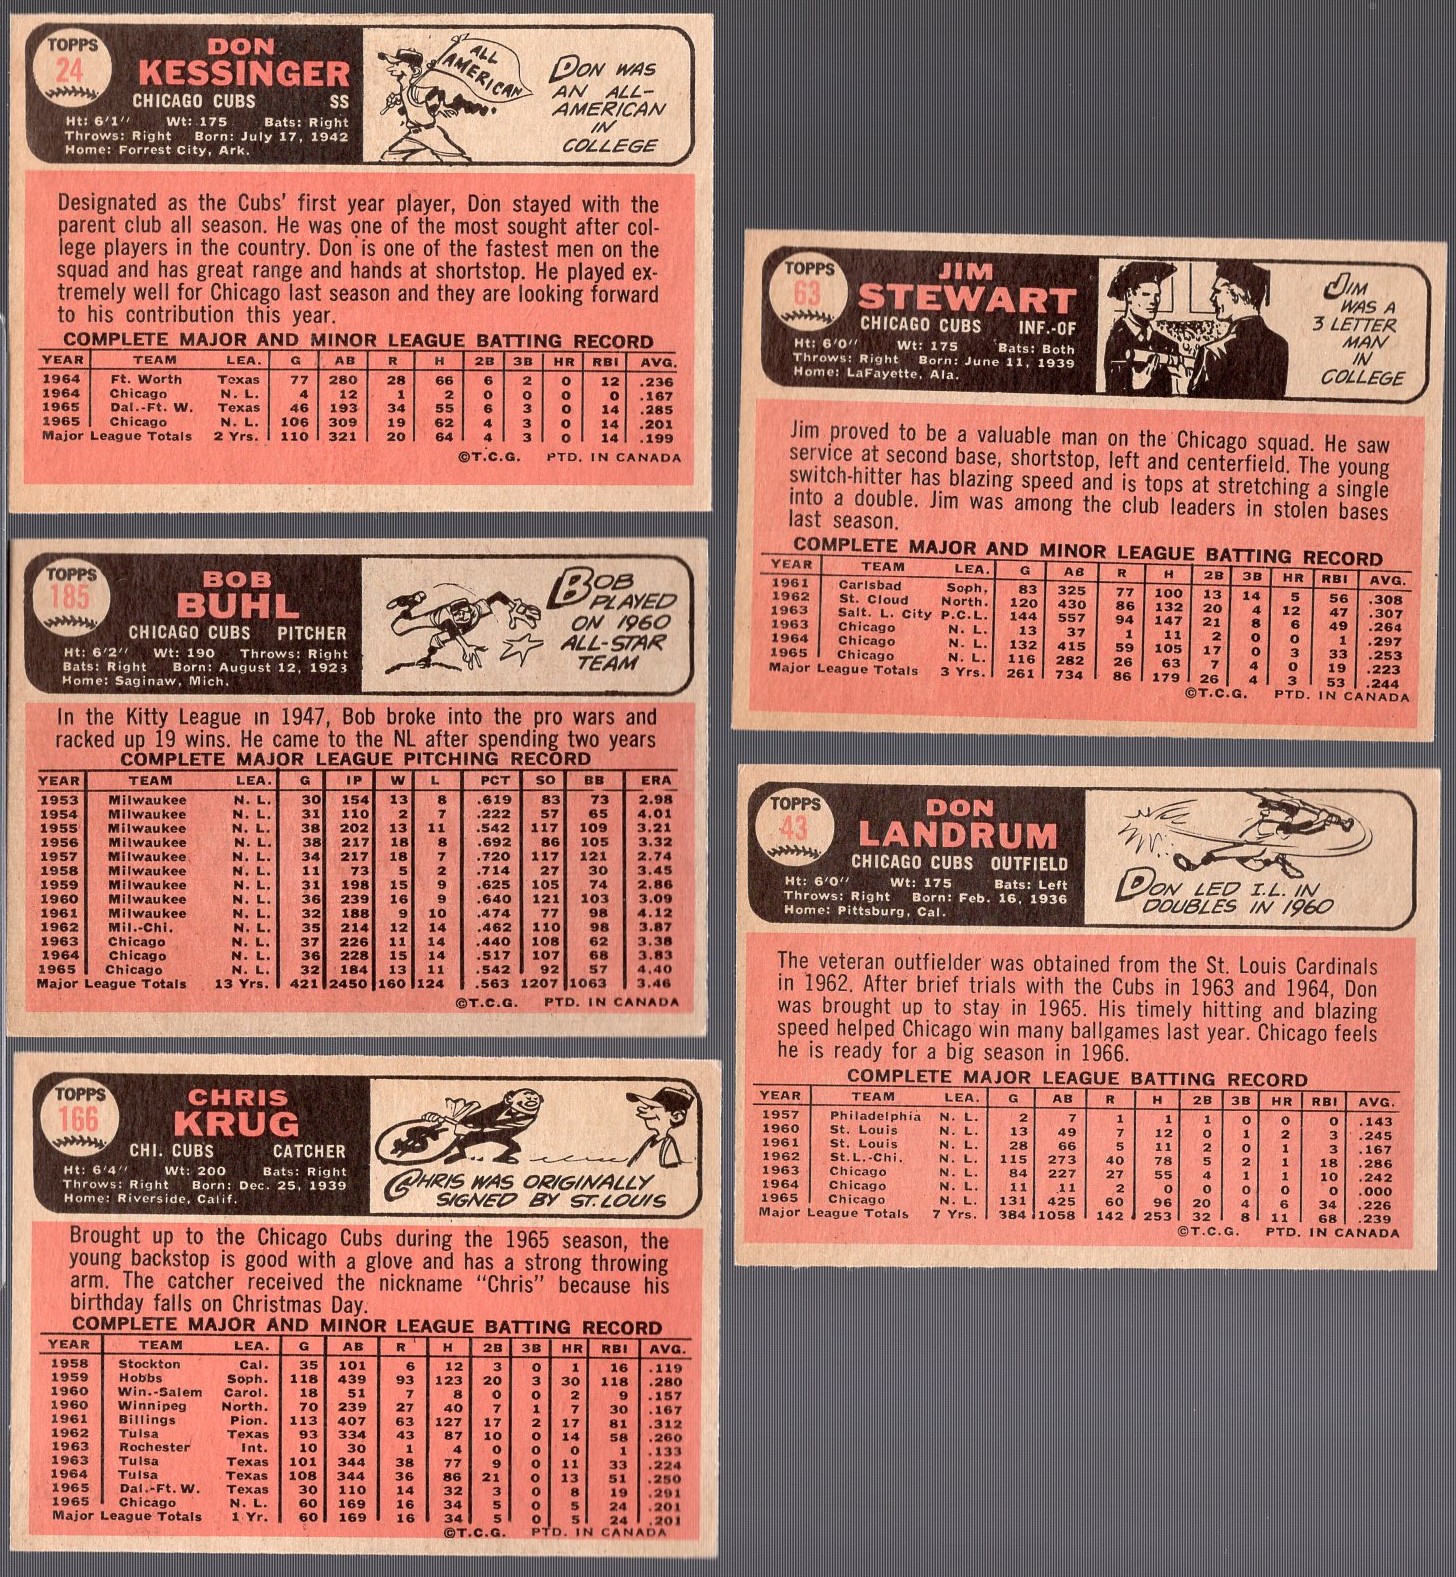 TOPPS
24
DON
KESSINGER
CHICAGO CUBS SS
Ht: 6'1" Wt: 175 Bats: Right
Throws: Right Born: July 17, 1942
Home: Forrest City, Ark.
ALL
AMERICAN
DON WAS
AN ALL-
AMERICAN
IN
COLLEGE
Designated as the Cubs' first year player, Don stayed with the
parent club all season. He was one of the most sought after col-
lege players in the country. Don is one of the fastest men on the
squad and has great range and hands at shortstop. He played ex-
tremely well for Chicago last season and they are looking forward
to his contribution this year.
COMPLETE MAJOR AND MINOR LEAGUE BATTING RECORD
YEAR TEAM LEA. G AB R H 2B 3B HR RBI AVG.
1964 Ft. Worth Texas 77 280 28 66 6 2 0 12 .236
1964 Chicago N. L. 4 12 1 2 0 0 0 0 .167
1965 Dal.-Ft. W. Texas 46 193 34 55 6 3 0 14 .285
1965 Chicago N. L. 106 309 19 62 4 3 0 14 .201
Major League Totals 2 Yrs. 110 321 20 64 4 3 0 14 .199
©T.C.G. PTD. IN CANADA
TOPPS
185
BOB
BUHL
CHICAGO CUBS PITCHER
Ht: 6'2" Wt: 190 Throws: Right
Bats: Right Born: August 12, 1923
Home: Saginaw, Mich.
BOB
PLAYED
ON 1960
ALL-STAR
TEAM
In the Kitty League in 1947, Bob broke into the pro wars and
racked up 19 wins. He came to the NL after spending two years
COMPLETE MAJOR LEAGUE PITCHING RECORD
YEAR TEAM LEA. G IP W L PCT SO BB ERA
1953 Milwaukee N. L. 30 154 13 8 .619 83 73 2.98
1954 Milwaukee N. L. 31 110 2 7 .222 57 65 4.01
1955 Milwaukee N. L. 38 202 13 11 .542 117 109 3.21
1956 Milwaukee N. L. 38 217 18 8 .692 86 105 3.32
1957 Milwaukee N. L. 34 217 18 7 .720 117 121 2.74
1958 Milwaukee N. L. 11 73 5 2 .714 27 30 3.45
1959 Milwaukee N. L. 31 198 15 9 .625 105 74 2.86
1960 Milwaukee N. L. 36 239 16 9 .640 121 103 3.09
1961 Milwaukee N. L. 32 188 9 10 .474 77 98 4.12
1962 Mil.-Chi. N. L. 35 214 12 14 .462 110 98 3.87
1963 Chicago N. L. 37 226 11 14 .440 108 62 3.38
1964 Chicago N. L. 36 228 15 14 .517 107 68 3.83
1965 Chicago N. L. 32 184 13 11 .542 92 57 4.40
Major League Totals 13 Yrs. 421 2450 160 124 .563 1207 1063 3.46
©T.C.G. PTD. IN CANADA
TOPPS
166
CHRIS
KRUG
CHI. CUBS CATCHER
Ht: 6'4" Wt: 200 Bats: Right
Throws: Right Born: Dec. 25, 1939
Home: Riverside, Calif.
CHRIS WAS ORIGINALLY
SIGNED BY ST. LOUIS
Brought up to the Chicago Cubs during the 1965 season, the
young backstop is good with a glove and has a strong throwing
arm. The catcher received the nickname "Chris" because his
birthday falls on Christmas Day.
COMPLETE MAJOR AND MINOR LEAGUE BATTING RECORD
YEAR TEAM LEA. G AB R H 2B 3B HR RBI AVG.
1958 Stockton Cal. 35 101 6 12 3 0 1 16 .119
1959 Hobbs Soph. 118 439 93 123 20 3 30 118 .280
1960 Win.-Salem Carol. 18 51 7 8 0 0 2 9 .157
1960 Winnipeg North. 70 239 27 40 7 1 7 30 .167
1961 Billings Pion. 113 407 63 127 17 2 17 81 .312
1962 Tulsa Texas 93 334 43 87 10 0 14 58 .260
1963 Rochester Int. 10 30 1 4 0 0 0 1 .133
1963 Tulsa Texas 101 344 38 77 9 0 11 33 .224
1964 Tulsa Texas 108 344 36 86 21 0 13 51 .250
1965 Dal.-Ft. W. Texas 30 110 14 32 3 0 8 19 .291
1965 Chicago N. L. 60 169 16 34 5 0 5 24 .201
Major League Totals 1 Yr. 60 169 16 34 5 0 5 24 .201
©T.C.G. PTD. IN CANADA
TOPPS
63
JIM
STEWART
CHICAGO CUBS INF.-OF
Ht: 6'0" Wt: 175 Bats: Both
Throws: Right Born: June 11, 1939
Home: LaFayette, Ala.
JIM
WAS A
3 LETTER
MAN
IN
COLLEGE
Jim proved to be a valuable man on the Chicago squad. He saw
service at second base, shortstop, left and centerfield. The young
switch-hitter has blazing speed and is tops at stretching a single
into a double. Jim was among the club leaders in stolen bases
last season.
COMPLETE MAJOR AND MINOR LEAGUE BATTING RECORD
YEAR TEAM LEA. G AB R H 2B 3B HR RBI AVG.
1961 Carlsbad Soph. 83 325 77 100 13 14 5 56 .308
1962 St. Cloud North. 120 430 86 132 20 4 12 47 .307
1963 Salt. L. City P.C.L. 144 557 94 147 21 8 6 49 .264
1963 Chicago N. L. 13 37 1 11 2 0 0 1 .297
1964 Chicago N. L. 132 415 59 105 17 0 3 33 .253
1965 Chicago N. L. 116 282 26 63 7 4 0 19 .223
Major League Totals 3 Yrs. 261 734 86 179 26 4 3 53 .244
©T.C.G. PTD. IN CANADA
TOPPS
43
DON
LANDRUM
CHICAGO CUBS OUTFIELD
Ht: 6'0" Wt: 175 Bats: Left
Throws: Right Born: Feb. 16, 1936
Home: Pittsburg, Cal.
DON LED I.L. IN
DOUBLES IN 1960
The veteran outfielder was obtained from the St. Louis Cardinals
in 1962. After brief trials with the Cubs in 1963 and 1964, Don
was brought up to stay in 1965. His timely hitting and blazing
speed helped Chicago win many ballgames last year. Chicago feels
he is ready for a big season in 1966.
COMPLETE MAJOR LEAGUE BATTING RECORD
YEAR TEAM LEA. G AB R H 2B 3B HR RBI AVG.
1957 Philadelphia N. L. 2 7 1 1 1 0 0 0 .143
1960 St. Louis N. L. 13 49 7 12 0 1 2 3 .245
1961 St. Louis N. L. 28 66 5 11 2 0 1 3 .167
1962 St.L.-Chi. N. L. 115 273 40 78 5 2 1 18 .286
1963 Chicago N. L. 84 227 27 55 4 1 1 10 .242
1964 Chicago N. L. 11 11 2 0 0 0 0 0 .000
1965 Chicago N. L. 131 425 60 96 20 4 6 34 .226
Major League Totals 7 Yrs. 384 1058 142 253 32 8 11 68 .239
©T.C.G. PTD. IN CANADA